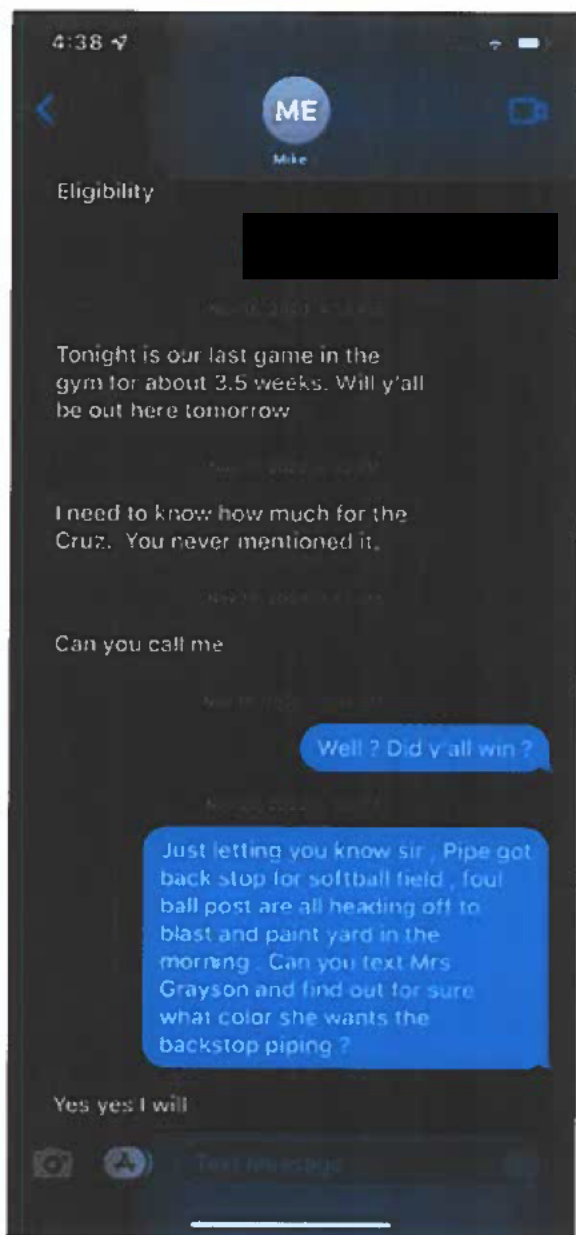 4:38
ME
Mike
Eligibility
Tonight is our last game in the
gym for about 3.5 weeks. Will y'all
be out here tomorrow
I need to know how much for the
Cruz. You never mentioned it.
Can you call me
Well ? Did y'all win ?
Just letting you know sir , Pipe got
back stop for softball field , foul
ball post are all heading off to
blast and paint yard in the
morning . Can you text Mrs
Grayson and find out for sure
what color she wants the
backstop piping ?
Yes yes I will
Text Message